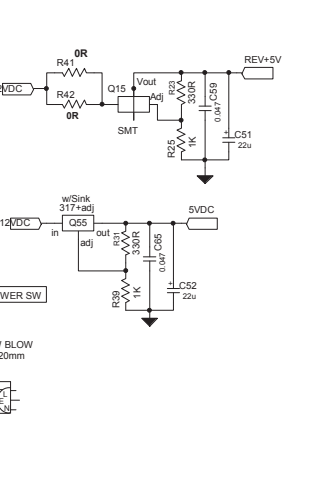 0R
R41
REV+5V
2VDC
Q15
Vout
Adj
R23
330R
C59
0.047
R42
0R
SMT
R25
1K
+
C51
22u
w/Sink
317+adj
5VDC
12VDC
Q55
in
out
adj
R31
330R
C65
0.047
R39
1K
+
C52
22u
WER SW
BLOW
20mm
L
E
N